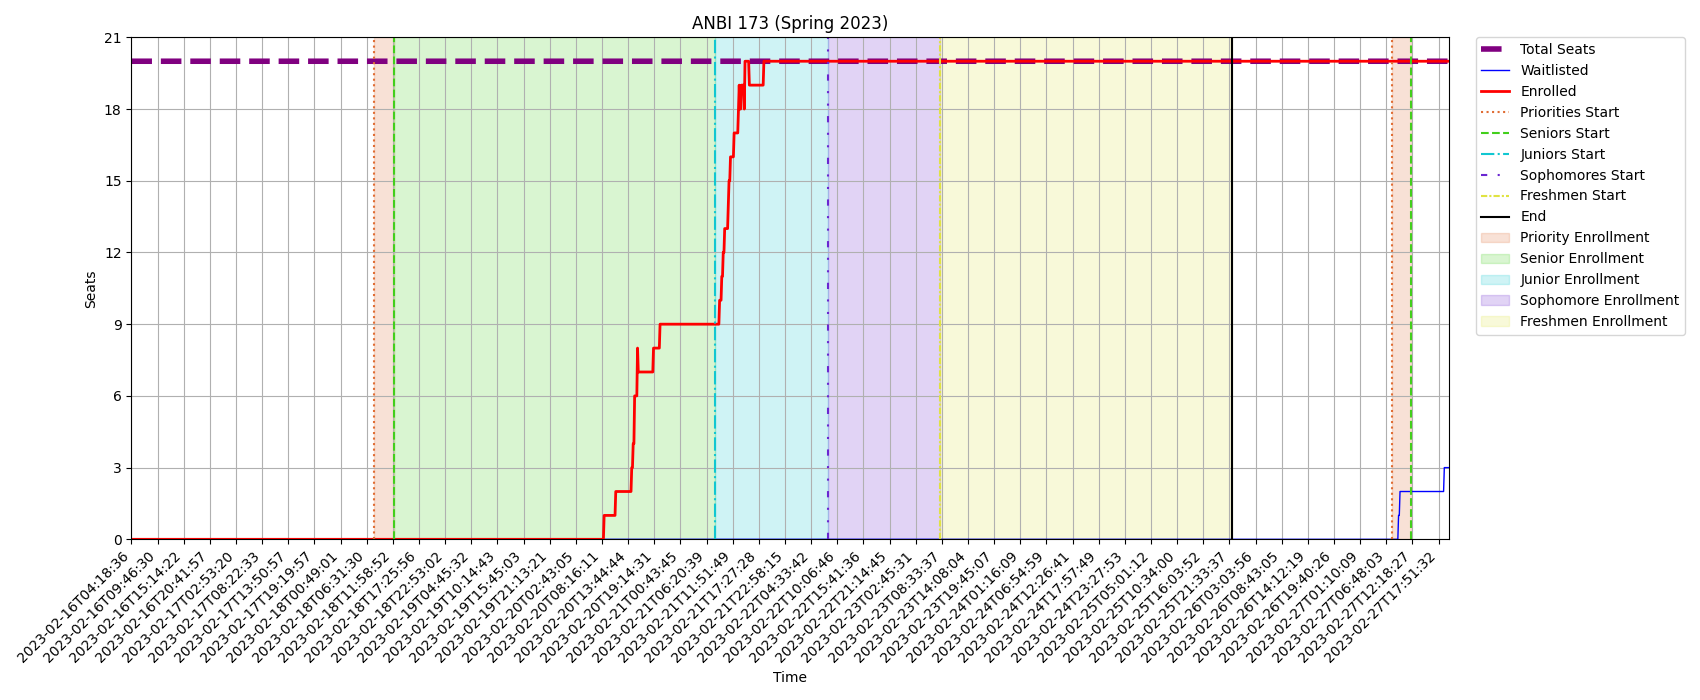 ANBI 173 (Spring 2023)
21
18
15
12
9
6
3
0
Seats
2023-02-16T04:18:36
2023-02-16T09:46:30
2023-02-16T15:14:22
2023-02-16T20:41:57
2023-02-17T02:53:20
2023-02-17T08:22:33
2023-02-17T13:50:57
2023-02-17T19:19:57
2023-02-18T00:49:01
2023-02-18T06:31:30
2023-02-18T11:58:52
2023-02-18T17:25:56
2023-02-18T22:53:02
2023-02-19T04:45:32
2023-02-19T10:14:43
2023-02-19T15:45:03
2023-02-19T21:13:21
2023-02-20T02:43:05
2023-02-20T08:16:11
2023-02-20T13:44:44
2023-02-20T19:14:31
2023-02-21T00:43:45
2023-02-21T06:20:39
2023-02-21T11:51:49
2023-02-21T17:27:28
2023-02-21T22:58:15
2023-02-22T04:33:42
2023-02-22T10:06:46
2023-02-22T15:41:36
2023-02-22T21:14:45
2023-02-23T02:45:31
2023-02-23T08:33:37
2023-02-23T14:08:04
2023-02-23T19:45:07
2023-02-24T01:16:09
2023-02-24T06:54:59
2023-02-24T12:26:41
2023-02-24T17:57:49
2023-02-24T23:27:53
2023-02-25T05:01:12
2023-02-25T10:34:00
2023-02-25T16:03:52
2023-02-25T21:33:37
2023-02-26T03:03:56
2023-02-26T08:43:05
2023-02-26T14:12:19
2023-02-26T19:40:26
2023-02-27T01:10:09
2023-02-27T06:48:03
2023-02-27T12:18:27
2023-02-27T17:51:32
Time
Total Seats
Waitlisted
Enrolled
Priorities Start
Seniors Start
Juniors Start
Sophomores Start
Freshmen Start
End
Priority Enrollment
Senior Enrollment
Junior Enrollment
Sophomore Enrollment
Freshmen Enrollment